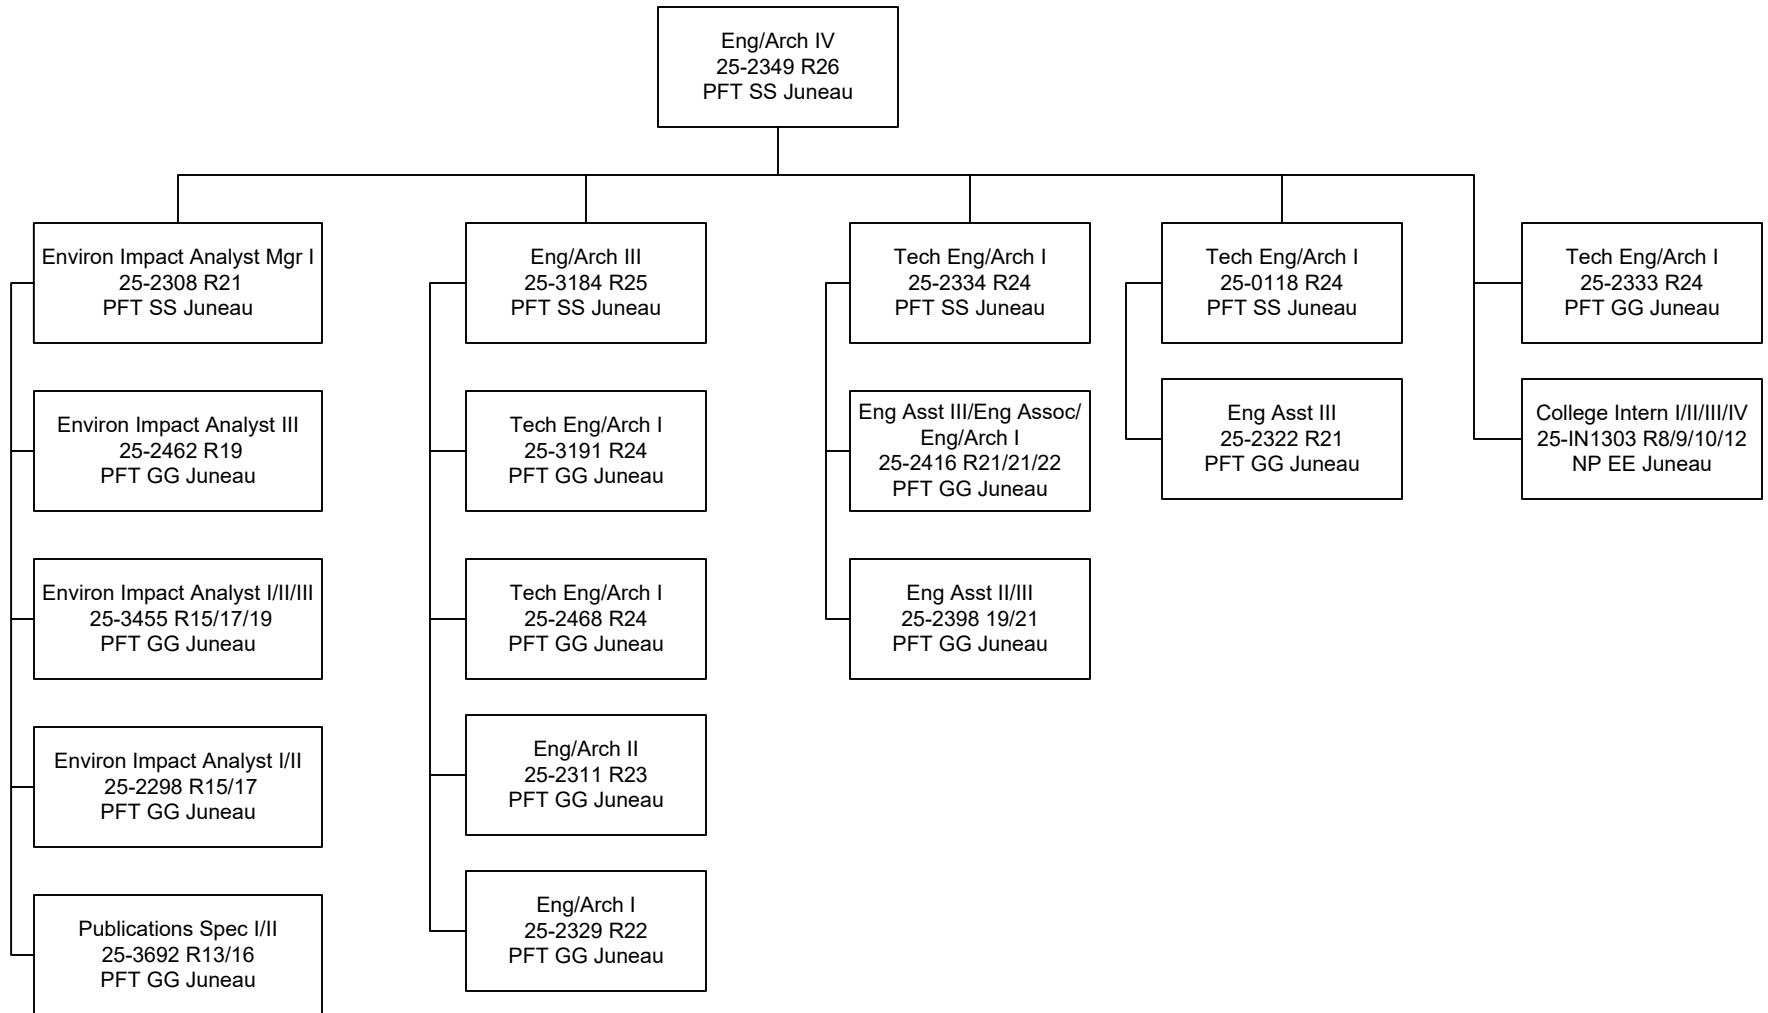 Eng/Arch IV
25-2349 R26
PFT SS Juneau
Environ Impact Analyst Mgr I
25-2308 R21
PFT SS Juneau
Environ Impact Analyst III
25-2462 R19
PFT GG Juneau
Environ Impact Analyst I/II/III
25-3455 R15/17/19
PFT GG Juneau
Environ Impact Analyst I/II
25-2298 R15/17
PFT GG Juneau
Publications Spec I/II
25-3692 R13/16
PFT GG Juneau
Eng/Arch III
25-3184 R25
PFT SS Juneau
Tech Eng/Arch I
25-3191 R24
PFT GG Juneau
Tech Eng/Arch I
25-2468 R24
PFT GG Juneau
Eng/Arch II
25-2311 R23
PFT GG Juneau
Eng/Arch I
25-2329 R22
PFT GG Juneau
Tech Eng/Arch I
25-2334 R24
PFT SS Juneau
Eng Asst III/Eng Assoc/
Eng/Arch I
25-2416 R21/21/22
PFT GG Juneau
Eng Asst II/III
25-2398 19/21
PFT GG Juneau
Tech Eng/Arch I
25-0118 R24
PFT SS Juneau
Eng Asst III
25-2322 R21
PFT GG Juneau
Tech Eng/Arch I
25-2333 R24
PFT GG Juneau
College Intern I/II/III/IV
25-IN1303 R8/9/10/12
NP EE Juneau